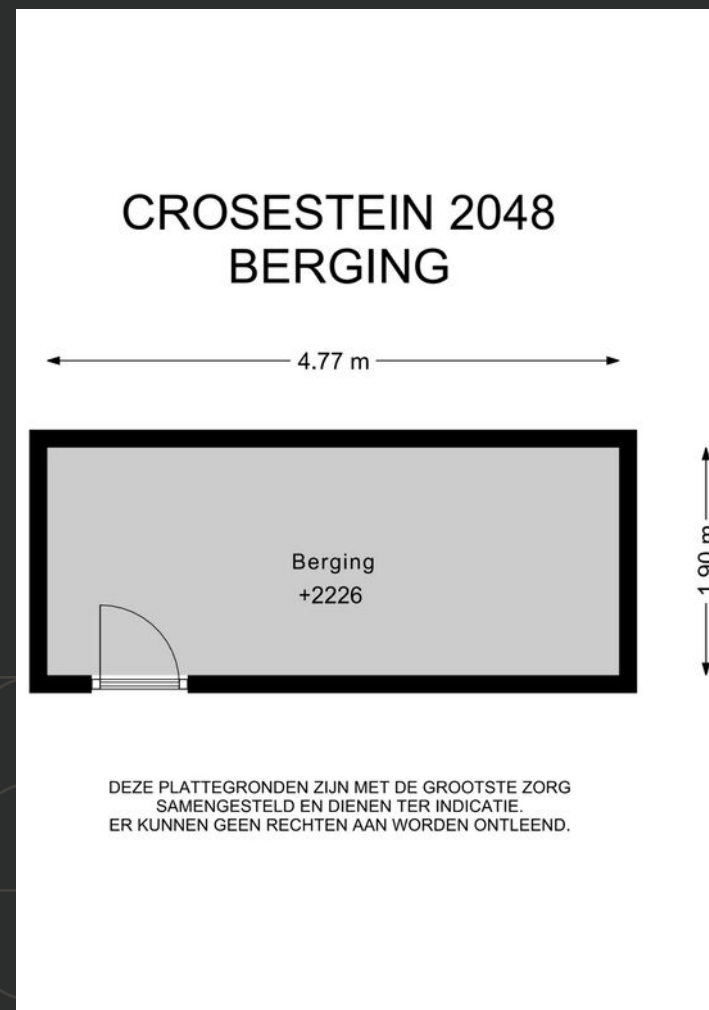 CROSESTEIN 2048
BERGING
4.77 m
Berging
+2226
1.90 m
DEZE PLATTEGRONDEN ZIJN MET DE GROOTSTE ZORG
SAMENGESTELD EN DIENEN TER INDICATIE.
ER KUNNEN GEEN RECHTEN AAN WORDEN ONTLEEND.